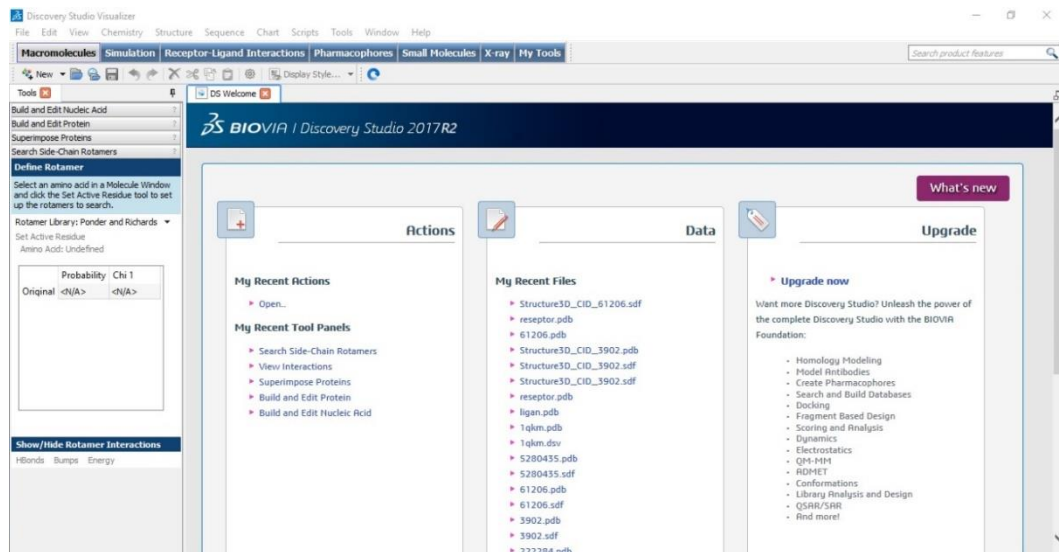 Discovery Studio Visualizer
File Edit View Chemistry Structure Sequence Chart Scripts Tools Window Help
Macromolecules Simulation Receptor-Ligand Interactions Pharmacophores Small Molecules X-ray My Tools
Search product features
New Display Style...
Tools
DS Welcome
Build and Edit Nucleic Acid ?
Build and Edit Protein ?
Superimpose Proteins ?
Search Side-Chain Rotamers ?
Define Rotamer
Select an amino acid in a Molecule Window
and click the Set Active Residue tool to set
up the rotamers to search.
Rotamer Library: Ponder and Richards
Set Active Residue
Amino Acid: Undefined
Probability Chi 1
Original <N/A> <N/A>
Show/Hide Rotamer Interactions
HBonds Bumps Energy
BIOVIA | Discovery Studio 2017R2
What's new
Actions
My Recent Actions
Open..
My Recent Tool Panels
Search Side-Chain Rotamers
View Interactions
Superimpose Proteins
Build and Edit Protein
Build and Edit Nucleic Acid
Data
My Recent Files
Structure3D_CID_61206.sdf
reseptor.pdb
61206.pdb
Structure3D_CID_3902.pdb
Structure3D_CID_3902.sdf
Structure3D_CID_3902.sdf
reseptor.pdb
ligan.pdb
1qkm.pdb
1qkm.dsv
5280435.pdb
5280435.sdf
61206.pdb
61206.sdf
3902.pdb
3902.sdf
222284.pdb
Upgrade
Upgrade now
Want more Discovery Studio? Unleash the power of
the complete Discovery Studio with the BIOVIA
Foundation:
Homology Modeling
Model Antibodies
Create Pharmacophores
Search and Build Databases
Docking
Fragment Based Design
Scoring and Analysis
Dynamics
Electrostatics
QM-MM
ADMET
Conformations
Library Analysis and Design
QSAR/SAR
And more!